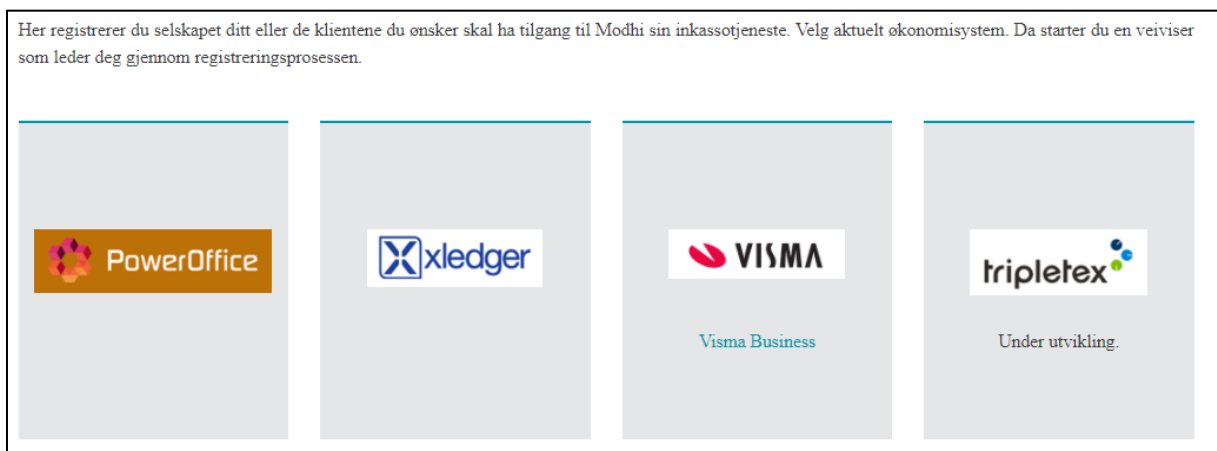 Her registrerer du selskapet ditt eller de klientene du ønsker skal ha tilgang til Modhi sin inkassotjeneste. Velg aktuelt økonomisystem. Da starter du en veiviser
som leder deg gjennom registreringsprosessen.
PowerOffice
xledger
VISMA
tripletex
Visma Business
Under utvikling.